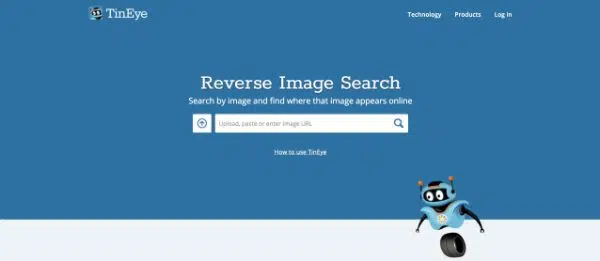 TinEye
Technology Products Log In
Reverse Image Search
Search by image and find where that image appears online
Upload, paste or enter image URL
How to use TinEye